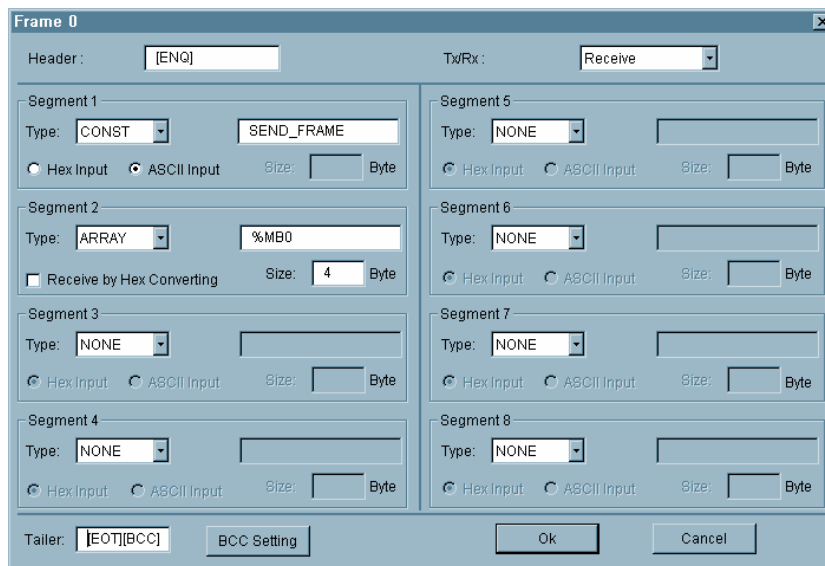 Frame 0
Header : [ENQ] Tx/Rx : Receive
Segment 1
Type: CONST SEND_FRAME
Hex Input ASCII Input Size: Byte
Segment 2
Type: ARRAY %MB0
Receive by Hex Converting Size: 4 Byte
Segment 3
Type: NONE
Hex Input ASCII Input Size: Byte
Segment 4
Type: NONE
Hex Input ASCII Input Size: Byte
Segment 5
Type: NONE
Hex Input ASCII Input Size: Byte
Segment 6
Type: NONE
Hex Input ASCII Input Size: Byte
Segment 7
Type: NONE
Hex Input ASCII Input Size: Byte
Segment 8
Type: NONE
Hex Input ASCII Input Size: Byte
Tailer: [EOT][BCC] BCC Setting Ok Cancel